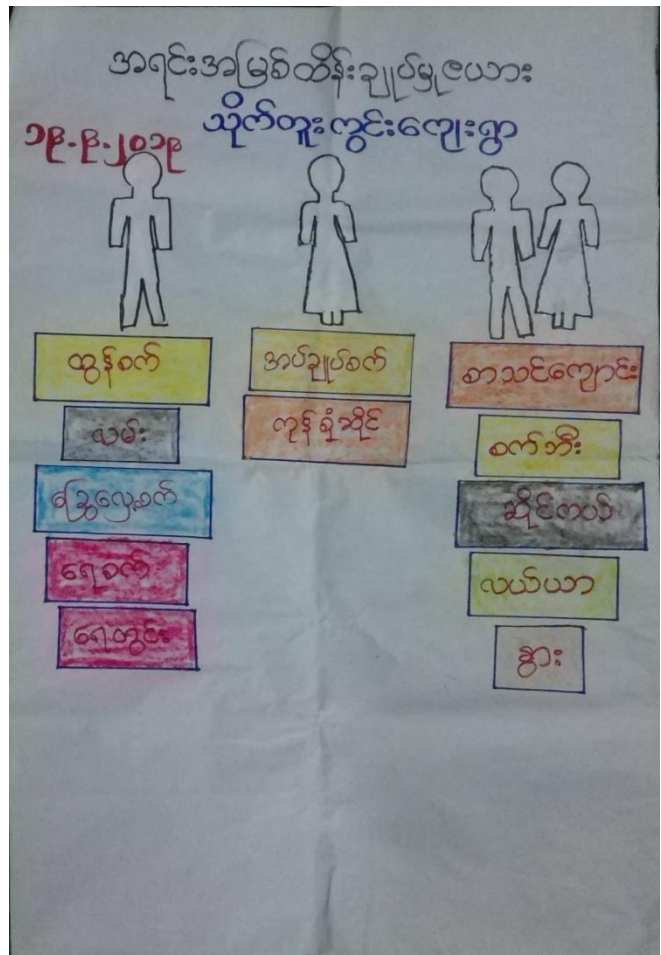 အရင်းအမြစ်ထိန်းချုပ်မှုဇယား
သိုက်တူးကွင်းကျေးရွာ
၁၉-၉-၂၀၁၉
ထွန်စက်
လမ်း
ခြွေလှေ့စက်
ရေစက်
ရေတွင်း
အပ်ချုပ်စက်
ကုန်စုံဆိုင်
စာသင်ကျောင်း
စက်ဘီး
ဆိုင်ကယ်
လယ်ယာ
နွား